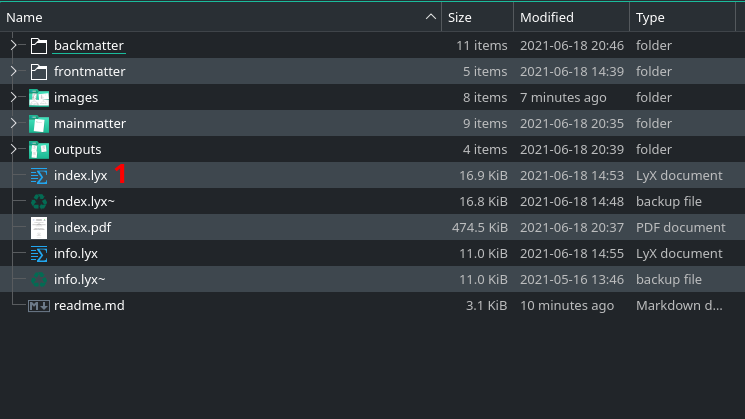 Name Size Modified Type
backmatter 11 items 2021-06-18 20:46 folder
frontmatter 5 items 2021-06-18 14:39 folder
images 8 items 7 minutes ago folder
mainmatter 9 items 2021-06-18 20:35 folder
outputs 4 items 2021-06-18 20:39 folder
index.lyx 1 16.9 KiB 2021-06-18 14:53 LyX document
index.lyx~ 16.8 KiB 2021-06-18 14:48 backup file
index.pdf 474.5 KiB 2021-06-18 20:37 PDF document
info.lyx 11.0 KiB 2021-06-18 14:55 LyX document
info.lyx~ 11.0 KiB 2021-05-16 13:46 backup file
readme.md 3.1 KiB 10 minutes ago Markdown d...